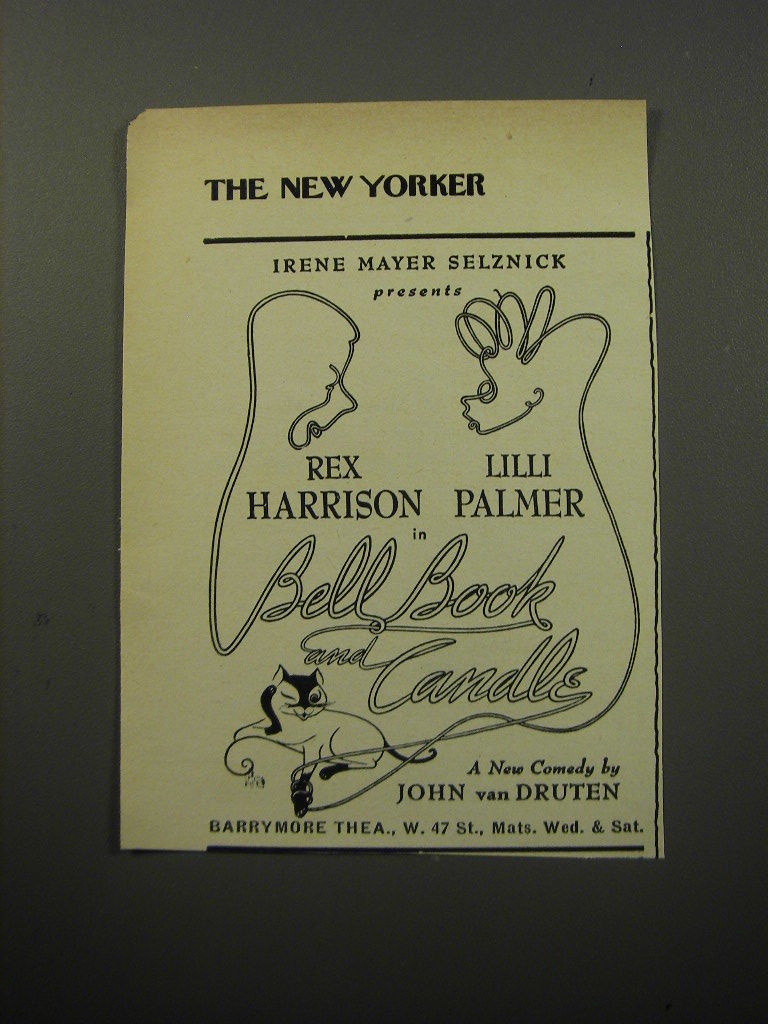 THE NEW YORKER
IRENE MAYER SELZNICK
presents
REX HARRISON
LILLI PALMER
in
Bell, Book
and Candle
A New Comedy by
JOHN van DRUTEN
BARRYMORE THEA., W. 47 St., Mats. Wed. & Sat.